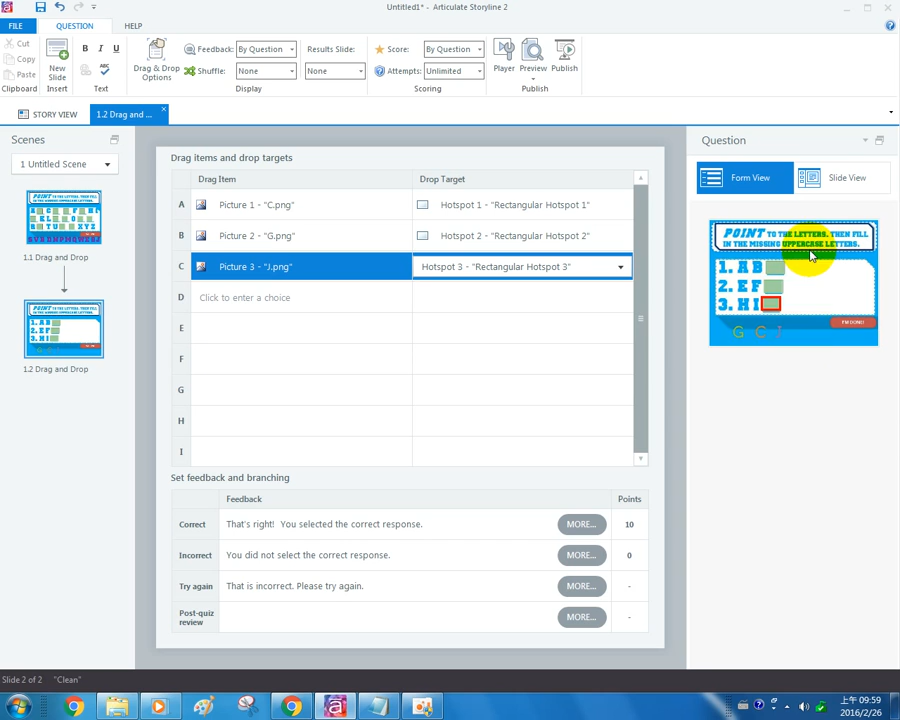 Untitled1* - Articulate Storyline 2
FILE QUESTION HELP
Cut
Copy
Paste
Clipboard
New Slide
Insert
B I U
ABC
Text
Drag & Drop Options
Feedback: By Question
Shuffle: None
Results Slide:
None
Display
Score: By Question
Attempts: Unlimited
Scoring
Player Preview Publish
Publish
STORY VIEW 1.2 Drag and ...
Scenes
1 Untitled Scene
1.1 Drag and Drop
1.2 Drag and Drop
Drag items and drop targets
Drag Item Drop Target
A Picture 1 - "C.png" Hotspot 1 - "Rectangular Hotspot 1"
B Picture 2 - "G.png" Hotspot 2 - "Rectangular Hotspot 2"
C Picture 3 - "J.png" Hotspot 3 - "Rectangular Hotspot 3"
D Click to enter a choice
E
F
G
H
I
Set feedback and branching
Feedback Points
Correct That's right! You selected the correct response. MORE... 10
Incorrect You did not select the correct response. MORE... 0
Try again That is incorrect. Please try again. MORE... -
Post-quiz review MORE... -
Question
Form View Slide View
POINT TO THE LETTERS, THEN FILL
IN THE MISSING UPPERCASE LETTERS.
1. A B
2. E F
3. H I
I'M DONE!
G C J
Slide 2 of 2 "Clean"
上午 09:59
2016/2/26